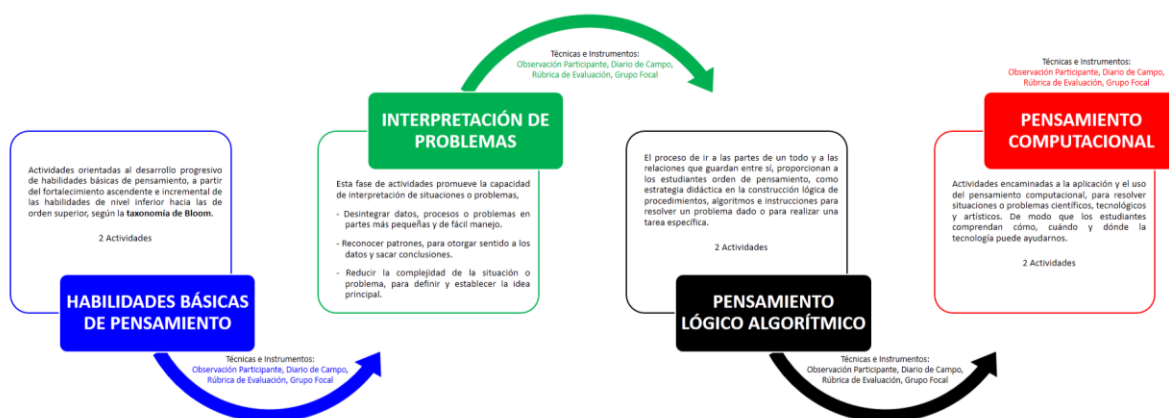 Actividades orientadas al desarrollo progresivo
de habilidades básicas de pensamiento, a partir
del fortalecimiento ascendente e incremental de
las habilidades de nivel inferior hacia las de
orden superior, según la taxonomía de Bloom.
2 Actividades
HABILIDADES BÁSICAS
DE PENSAMIENTO
Técnicas e Instrumentos:
Observación Participante, Diario de Campo,
Rúbrica de Evaluación, Grupo Focal
INTERPRETACIÓN DE
PROBLEMAS
Esta fase de actividades promueve la capacidad
de interpretación de situaciones o problemas,
- Desintegrar datos, procesos o problemas en
partes más pequeñas y de fácil manejo.
- Reconocer patrones, para otorgar sentido a los
datos y sacar conclusiones.
- Reducir la complejidad de la situación o
problema, para definir y establecer la idea
principal.
Técnicas e Instrumentos:
Observación Participante, Diario de Campo,
Rúbrica de Evaluación, Grupo Focal
El proceso de ir a las partes de un todo y a las
relaciones que guardan entre sí, proporcionan a
los estudiantes orden de pensamiento, como
estrategia didáctica en la construcción lógica de
procedimientos, algoritmos e instrucciones para
resolver un problema dado o para realizar una
tarea específica.
2 Actividades
PENSAMIENTO
LÓGICO ALGORÍTMICO
Técnicas e Instrumentos:
Observación Participante, Diario de Campo,
Rúbrica de Evaluación, Grupo Focal
Técnicas e Instrumentos:
Observación Participante, Diario de Campo,
Rúbrica de Evaluación, Grupo Focal
PENSAMIENTO
COMPUTACIONAL
Actividades encaminadas a la aplicación y el uso
del pensamiento computacional, para resolver
situaciones o problemas científicos, tecnológicos
y artísticos. De modo que los estudiantes
comprendan cómo, cuándo y dónde la
tecnología puede ayudarnos.
2 Actividades